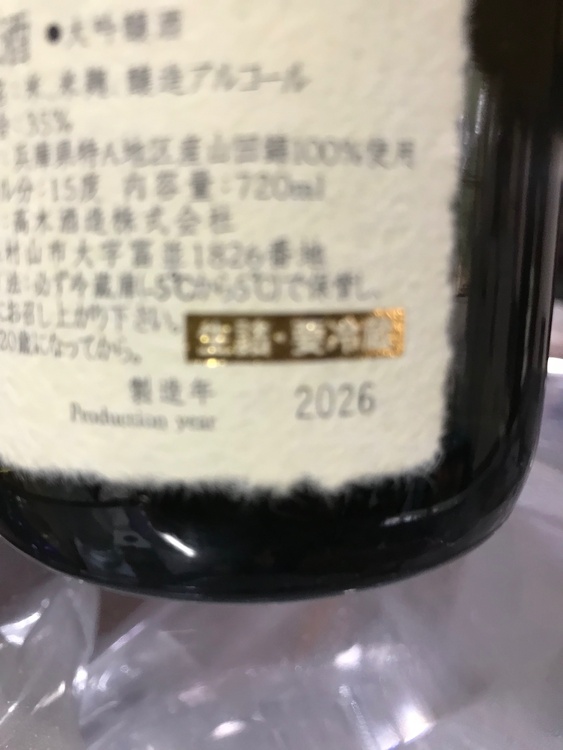 酒 ●大吟醸酒
米、米麹、醸造アルコール
35%
兵庫県特A地区産山田錦100%使用
分:15度 内容量:720ml
高木酒造株式会社
村山市大字富並1826番地
法:必ず冷蔵庫(-5℃から5℃)で保管し、
お召し上がり下さい。
20歳になってから。
生詰・要冷蔵
製造年 2026
Production year